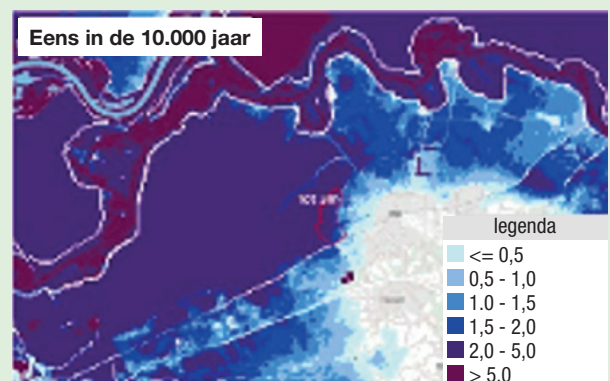 Eens in de 10.000 jaar
legenda
<= 0,5
0,5 - 1,0
1.0 - 1,5
1,5 - 2,0
2,0 - 5,0
> 5,0